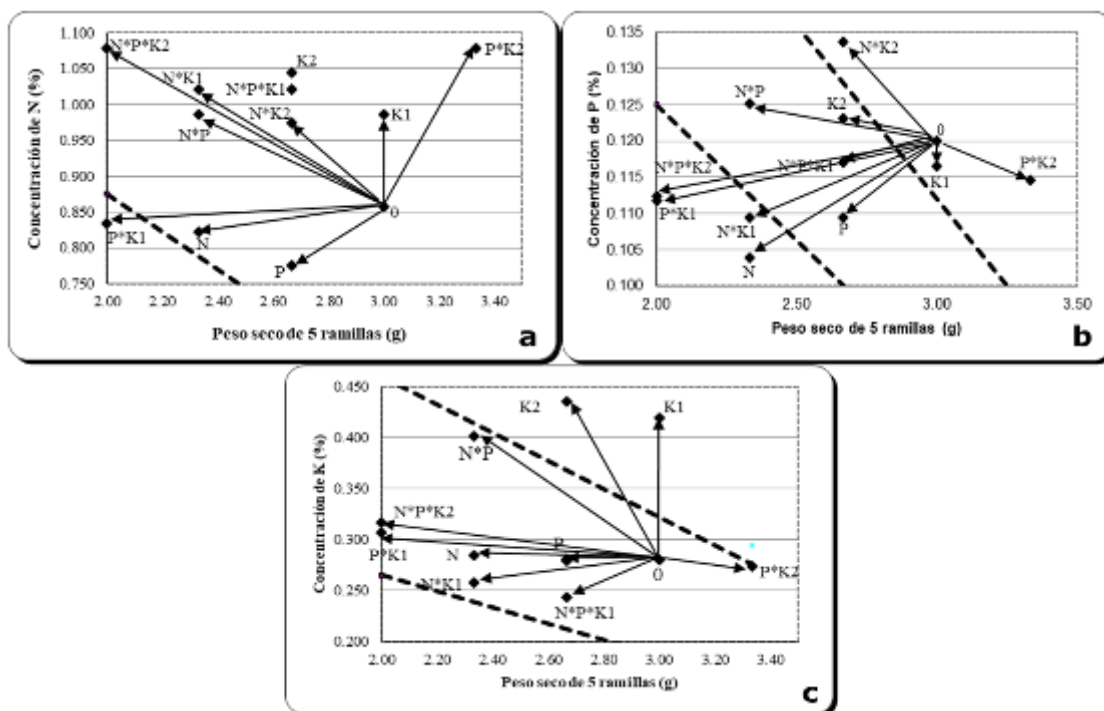 Concentración de N (%)
1.100
1.050
1.000
0.950
0.900
0.850
0.800
0.750
N*P*K2
P*K2
K2
N*K1
N*P*K1
K1
N*K2
N*P
0
P*K1
N
P
2.00 2.20 2.40 2.60 2.80 3.00 3.20 3.40
Peso seco de 5 ramillas (g)
a
Concentración de P (%)
0.135
0.130
0.125
0.120
0.115
0.110
0.105
0.100
N*K2
N*P
K2
0
N*P*K2
N*P*K1
P*K2
K1
P*K1
N*K1
P
N
2.00 2.50 3.00 3.50
Peso seco de 5 ramillas (g)
b
Concentración de K (%)
0.450
0.400
0.350
0.300
0.250
0.200
K2
K1
N*P
N*P*K2
P
P*K1
N
0
P*K2
N*K1
N*P*K1
2.00 2.20 2.40 2.60 2.80 3.00 3.20 3.40
Peso seco de 5 ramillas (g)
c